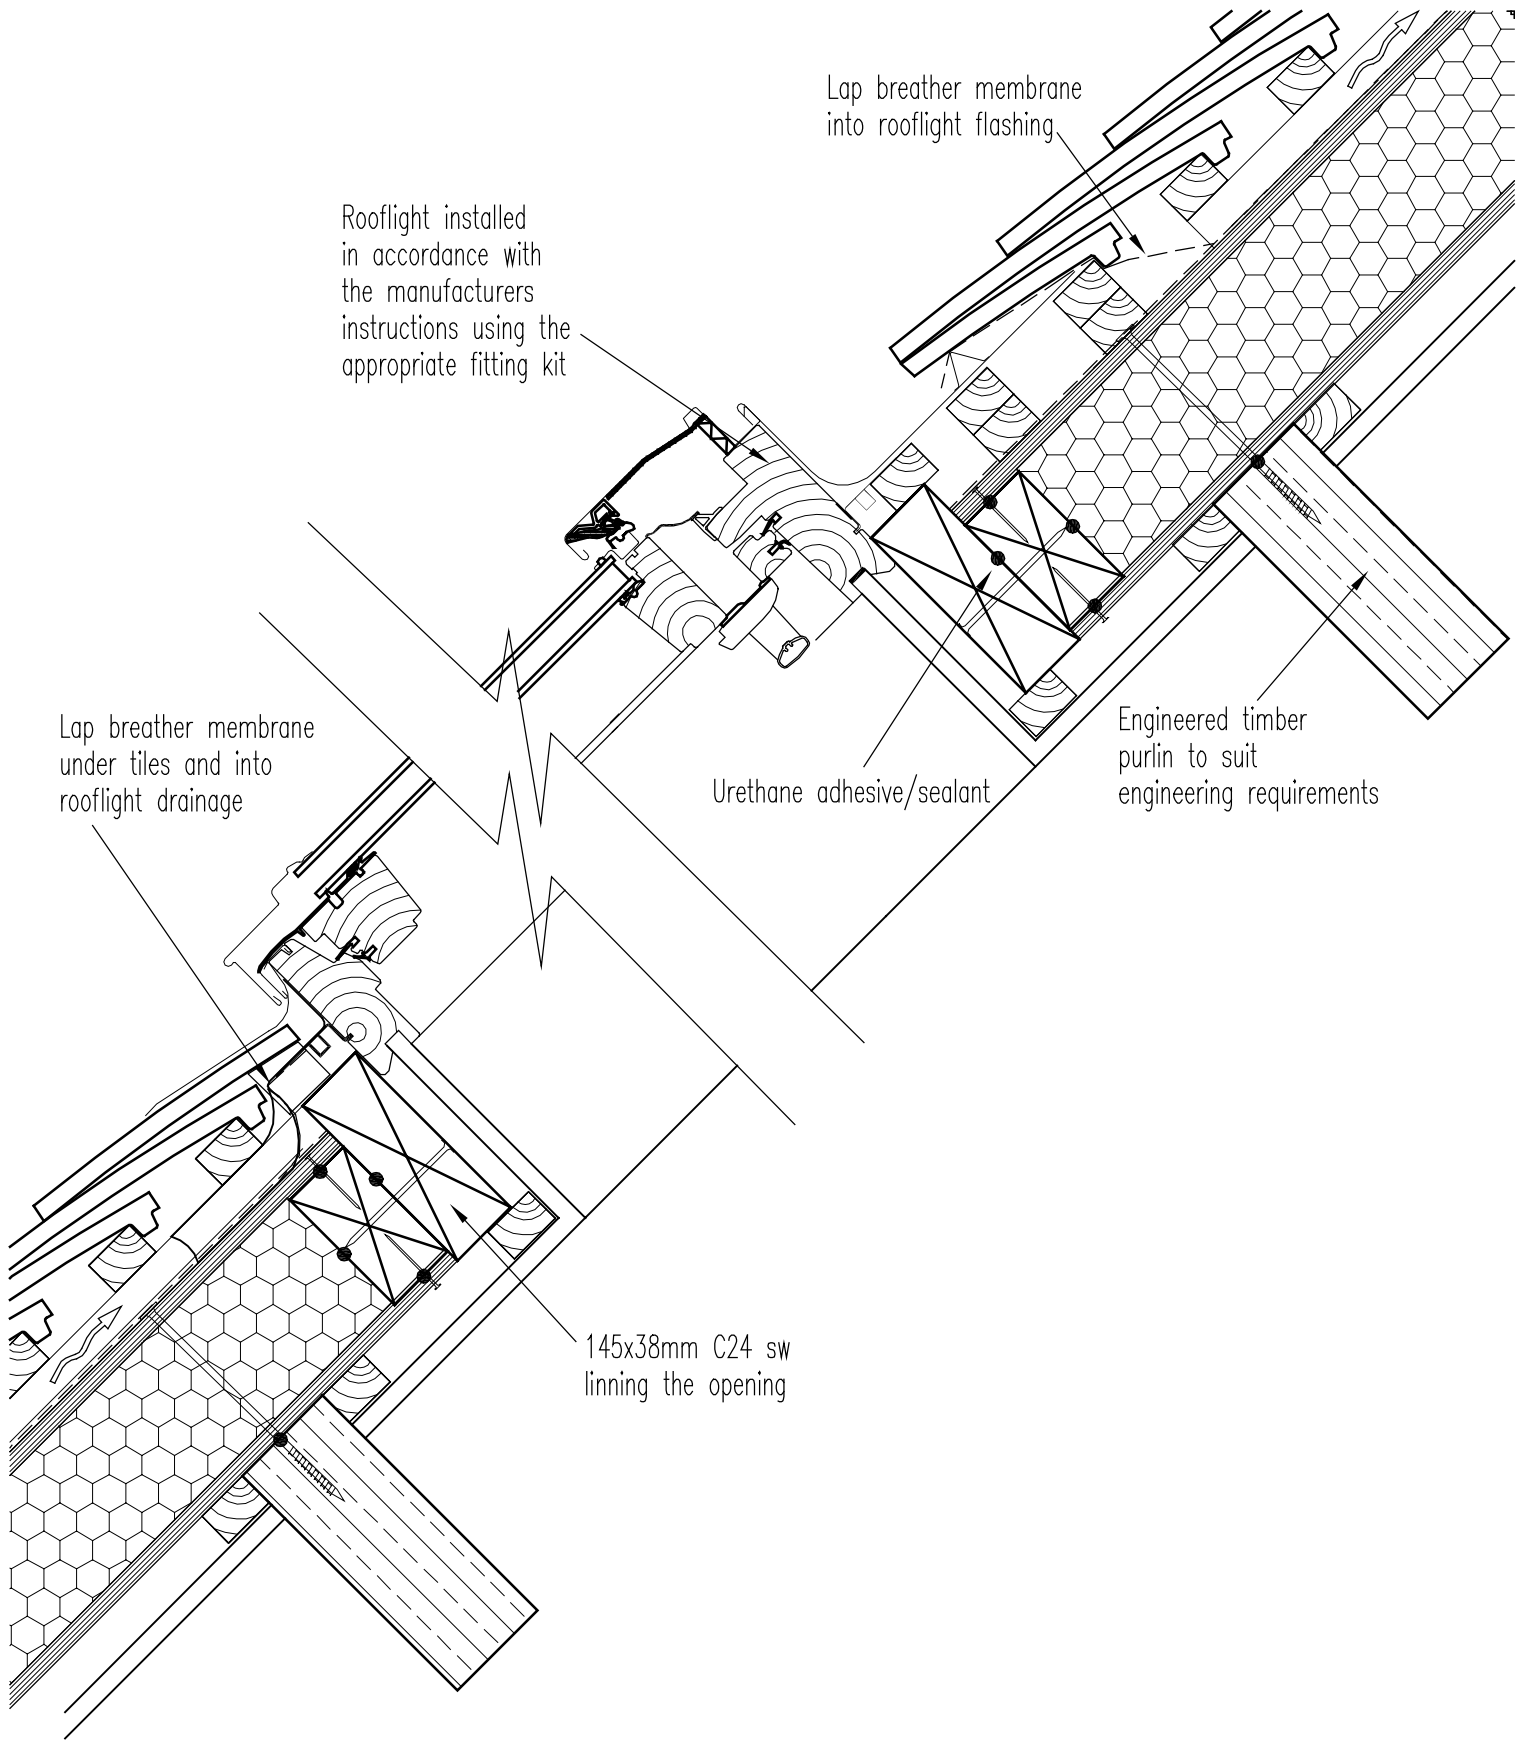 Lap breather membrane
into rooflight flashing
Rooflight installed
in accordance with
the manufacturers
instructions using the
appropriate fitting kit
Lap breather membrane
under tiles and into
rooflight drainage
Urethane adhesive/sealant
Engineered timber
purlin to suit
engineering requirements
145x38mm C24 sw
linning the opening